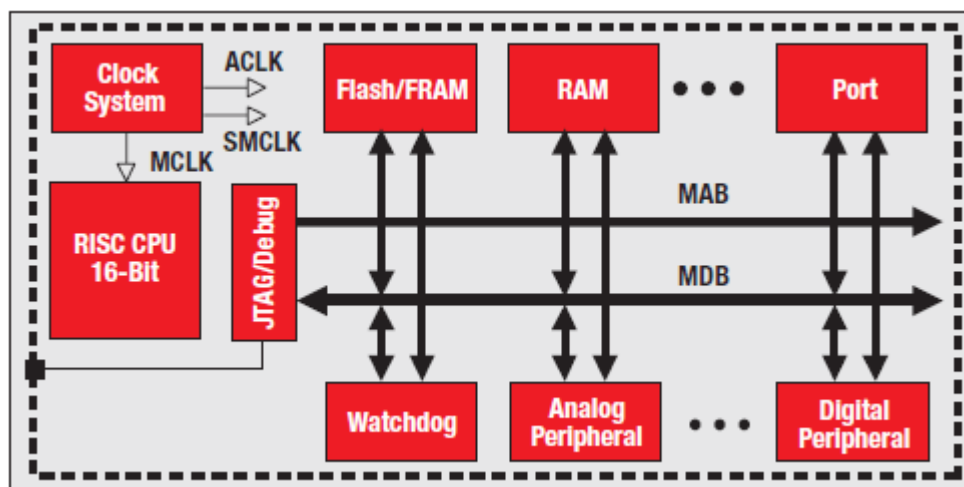 Clock
System
ACLK
SMCLK
MCLK
Flash/FRAM
RAM
Port
RISC CPU
16-Bit
JTAG/Debug
MAB
MDB
Watchdog
Analog
Peripheral
Digital
Peripheral